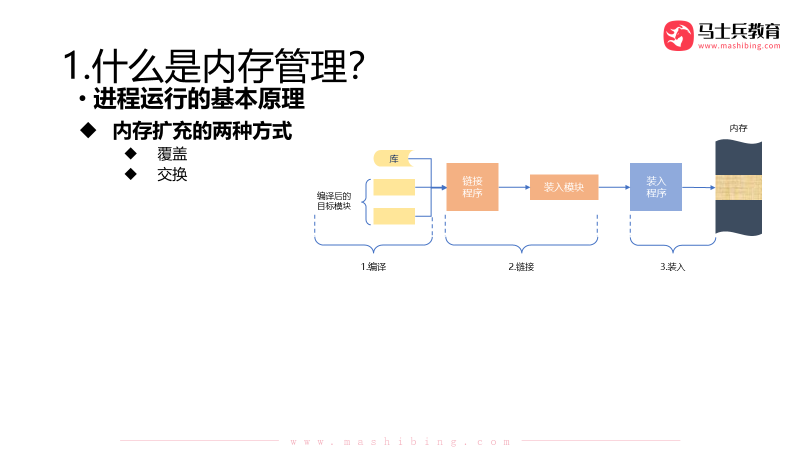 马士兵教育
www.mashibing.com
1.什么是内存管理？
• 进程运行的基本原理
◆ 内存扩充的两种方式
◆ 覆盖
◆ 交换
内存
库
编译后的
目标模块
链接
程序
装入模块
装入
程序
1.编译
2.链接
3.装入
www.mashibing.com